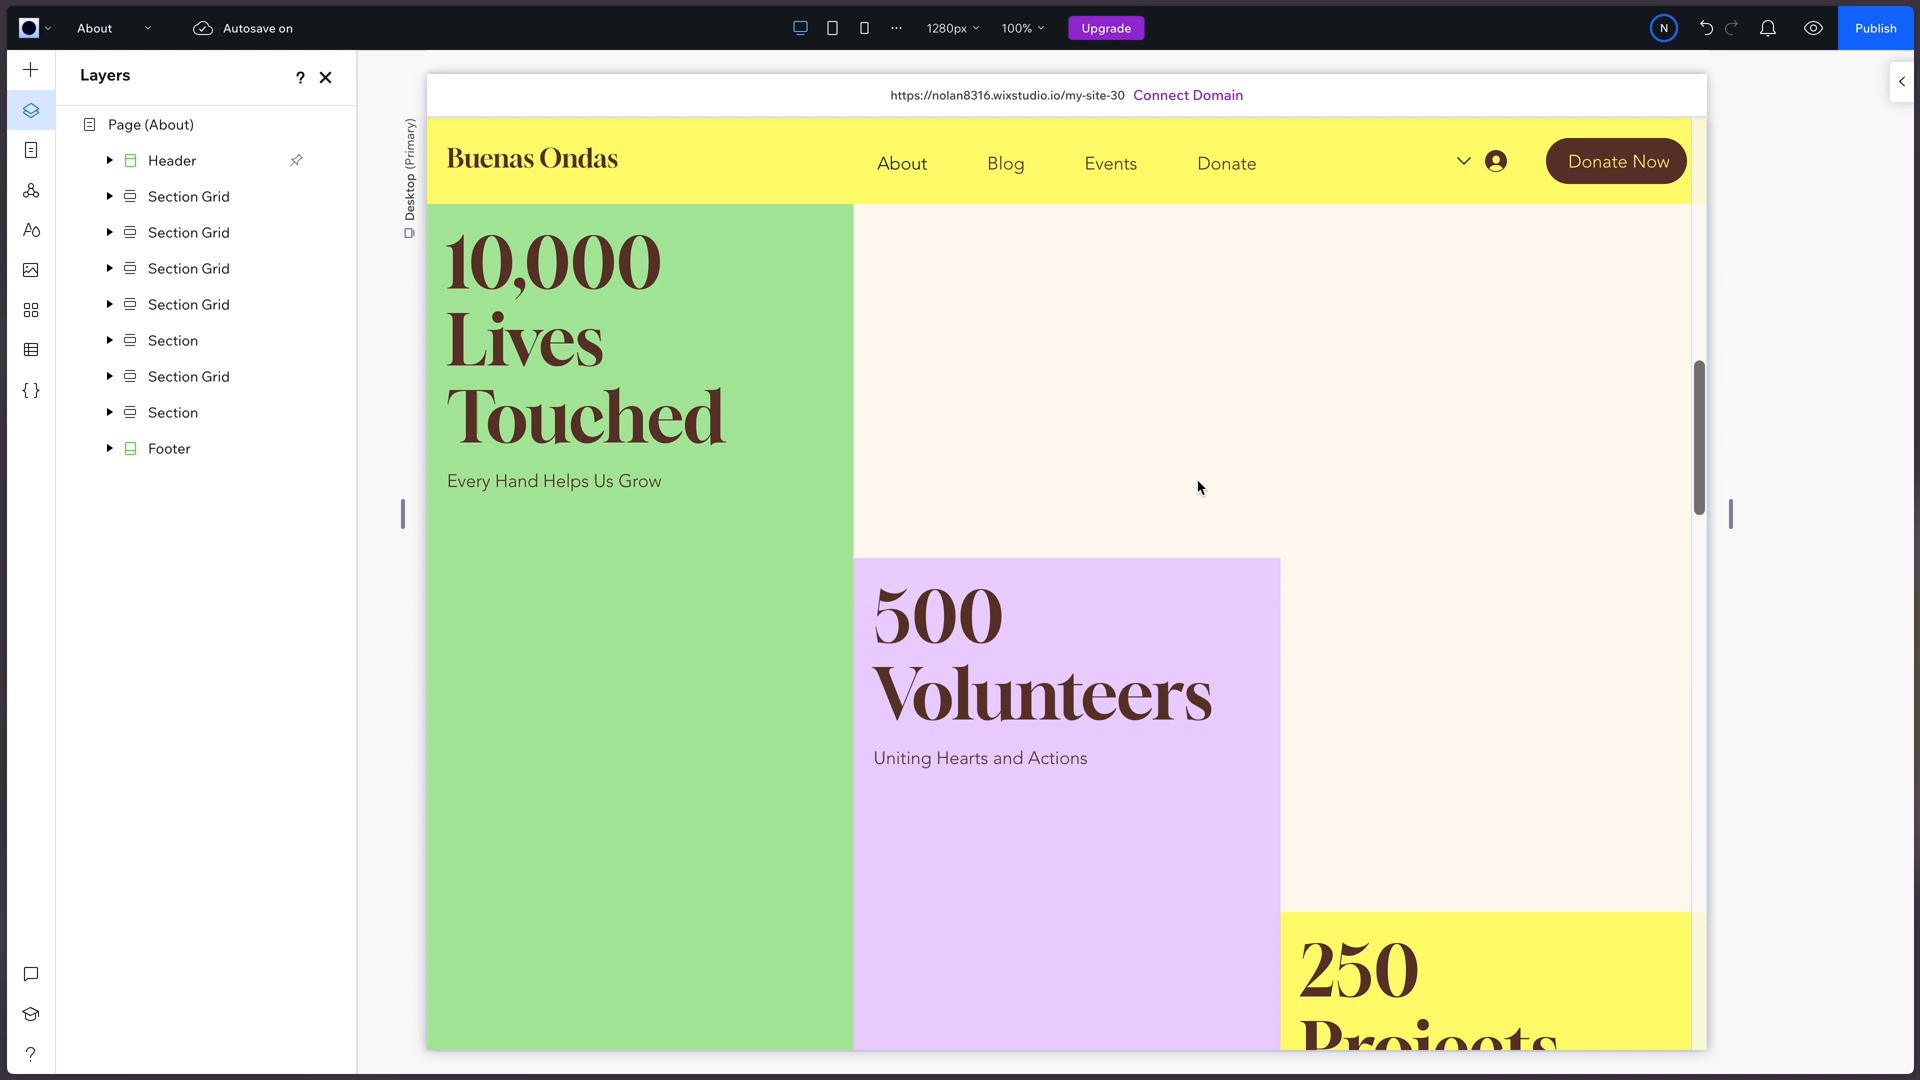 About
Autosave on
1280px
100%
Upgrade
N
Publish
Layers
?
Page (About)
Header
Section Grid
Section Grid
Section Grid
Section Grid
Section
Section Grid
Section
Footer
Desktop (Primary)
https://nolan8316.wixstudio.io/my-site-30 Connect Domain
Buenas Ondas
About
Blog
Events
Donate
Donate Now
10,000
Lives
Touched
Every Hand Helps Us Grow
500
Volunteers
Uniting Hearts and Actions
250
Projects